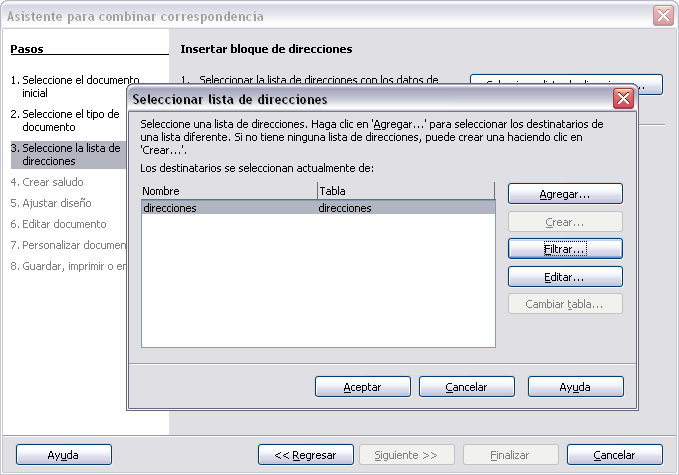 Asistente para combinar correspondencia
Pasos
1. Seleccione el documento
inicial
2. Seleccione el tipo de
documento
3. Seleccione la lista de
direcciones
4. Crear saludo
5. Ajustar diseño
6. Editar documento
7. Personalizar documen
8. Guardar, imprimir o en
Insertar bloque de direcciones
1. Seleccionar la lista de direcciones con los datos de
Seleccionar lista de direcciones
Seleccione una lista de direcciones. Haga clic en 'Agregar...' para seleccionar los destinatarios de
una lista diferente. Si no tiene ninguna lista de direcciones, puede crear una haciendo clic en
'Crear...'.
Los destinatarios se seleccionan actualmente de:
Nombre Tabla
direcciones direcciones
Agregar...
Crear...
Filtrar...
Editar...
Cambiar tabla...
Aceptar Cancelar Ayuda
Ayuda << Regresar Siguiente >> Finalizar Cancelar